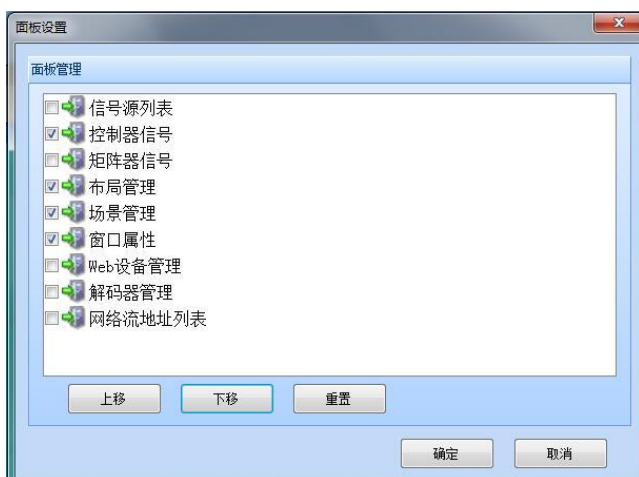 面板设置
面板管理
信号源列表
控制器信号
矩阵器信号
布局管理
场景管理
窗口属性
Web设备管理
解码器管理
网络流地址列表
上移 下移 重置
确定 取消